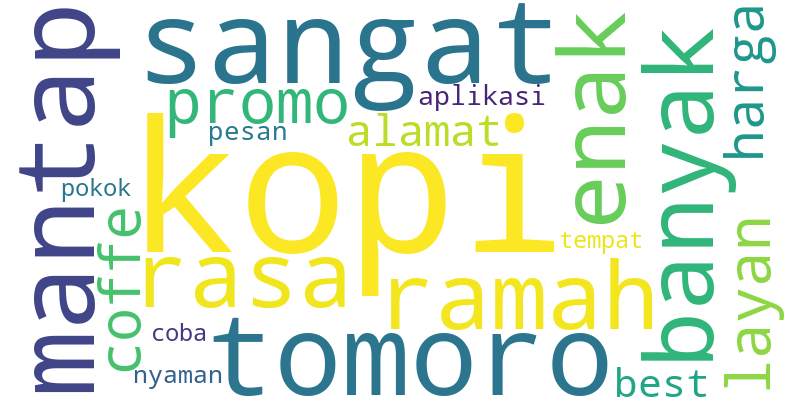 mantap
sangat
enak
banyak
harga
promo
aplikasi
pesan
alamat
kopi
pokok
coffe
rasa
ramah
tempat
layan
coba
tomoro
nyaman
best